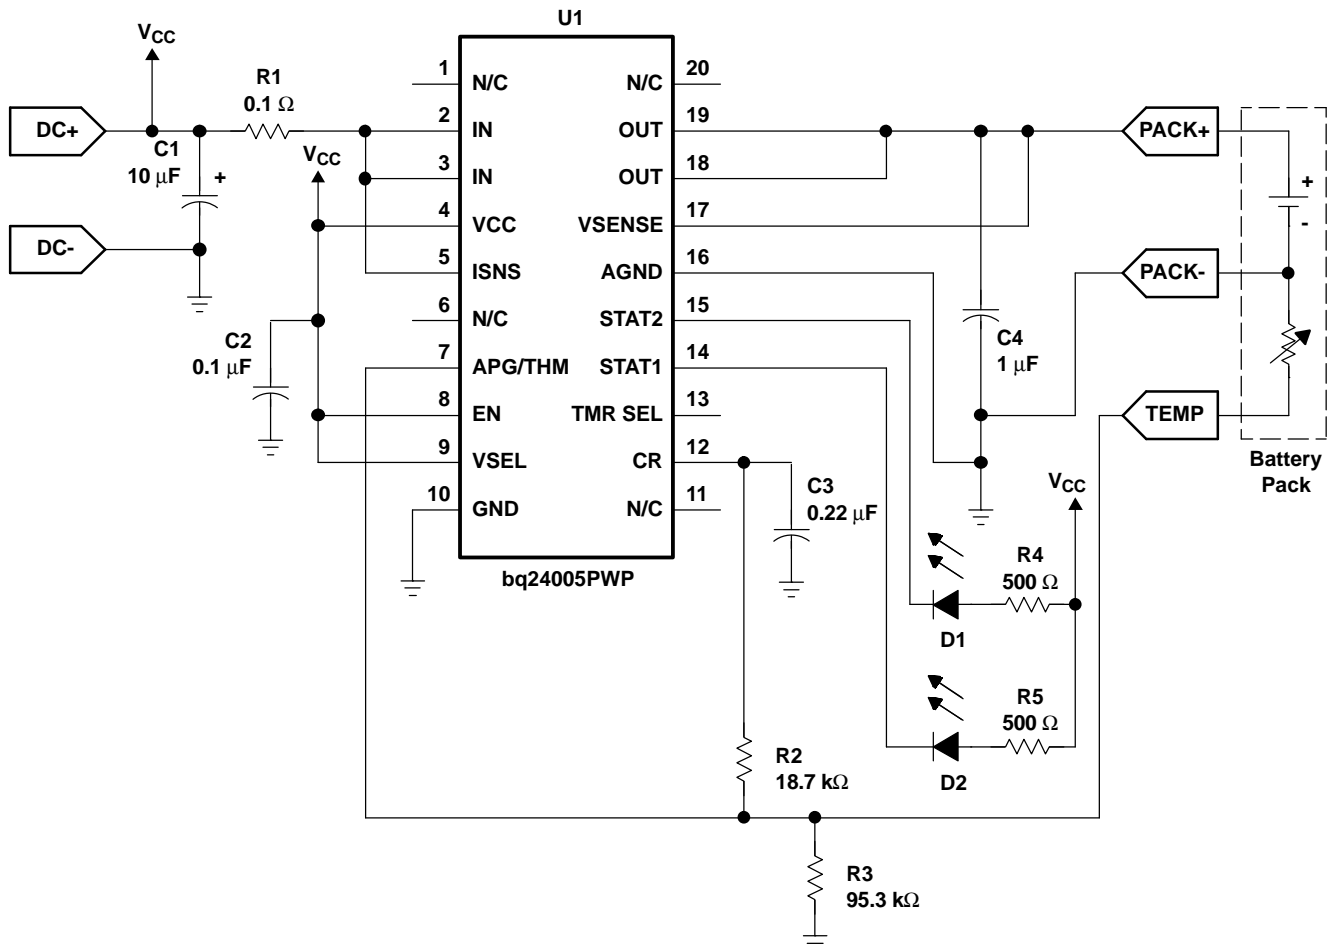 U1
VCC
DC+
C1
10 μF
+
DC-
R1
0.1 Ω
VCC
C2
0.1 μF
1 N/C
2 IN
3 IN
4 VCC
5 ISNS
6 N/C
7 APG/THM
8 EN
9 VSEL
10 GND
N/C 20
OUT 19
OUT 18
VSENSE 17
AGND 16
STAT2 15
STAT1 14
TMR SEL 13
CR 12
N/C 11
bq24005PWP
C3
0.22 μF
C4
1 μF
PACK+
PACK-
TEMP
+
-
Battery
Pack
VCC
R4
500 Ω
D1
R5
500 Ω
D2
R2
18.7 kΩ
R3
95.3 kΩ